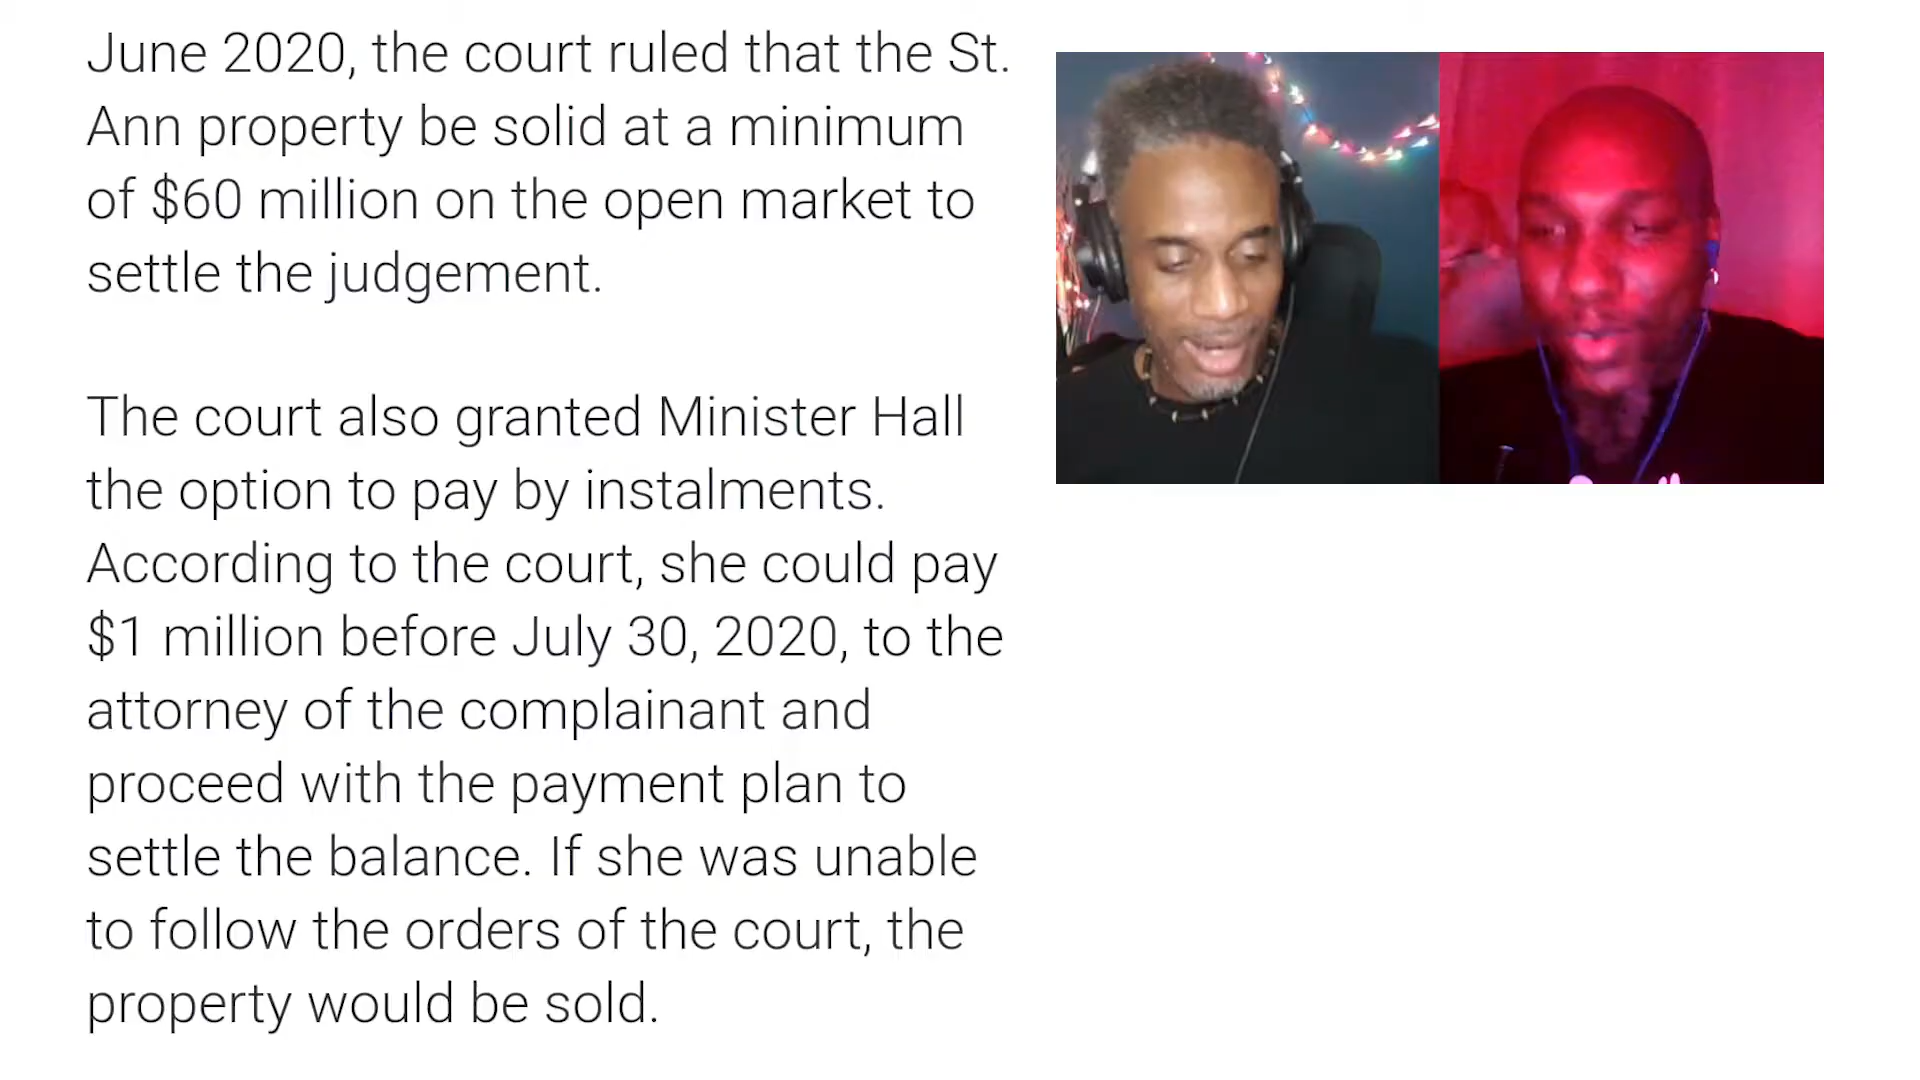 June 2020, the court ruled that the St.
Ann property be solid at a minimum
of $60 million on the open market to
settle the judgement.
The court also granted Minister Hall
the option to pay by instalments.
According to the court, she could pay
$1 million before July 30, 2020, to the
attorney of the complainant and
proceed with the payment plan to
settle the balance. If she was unable
to follow the orders of the court, the
property would be sold.